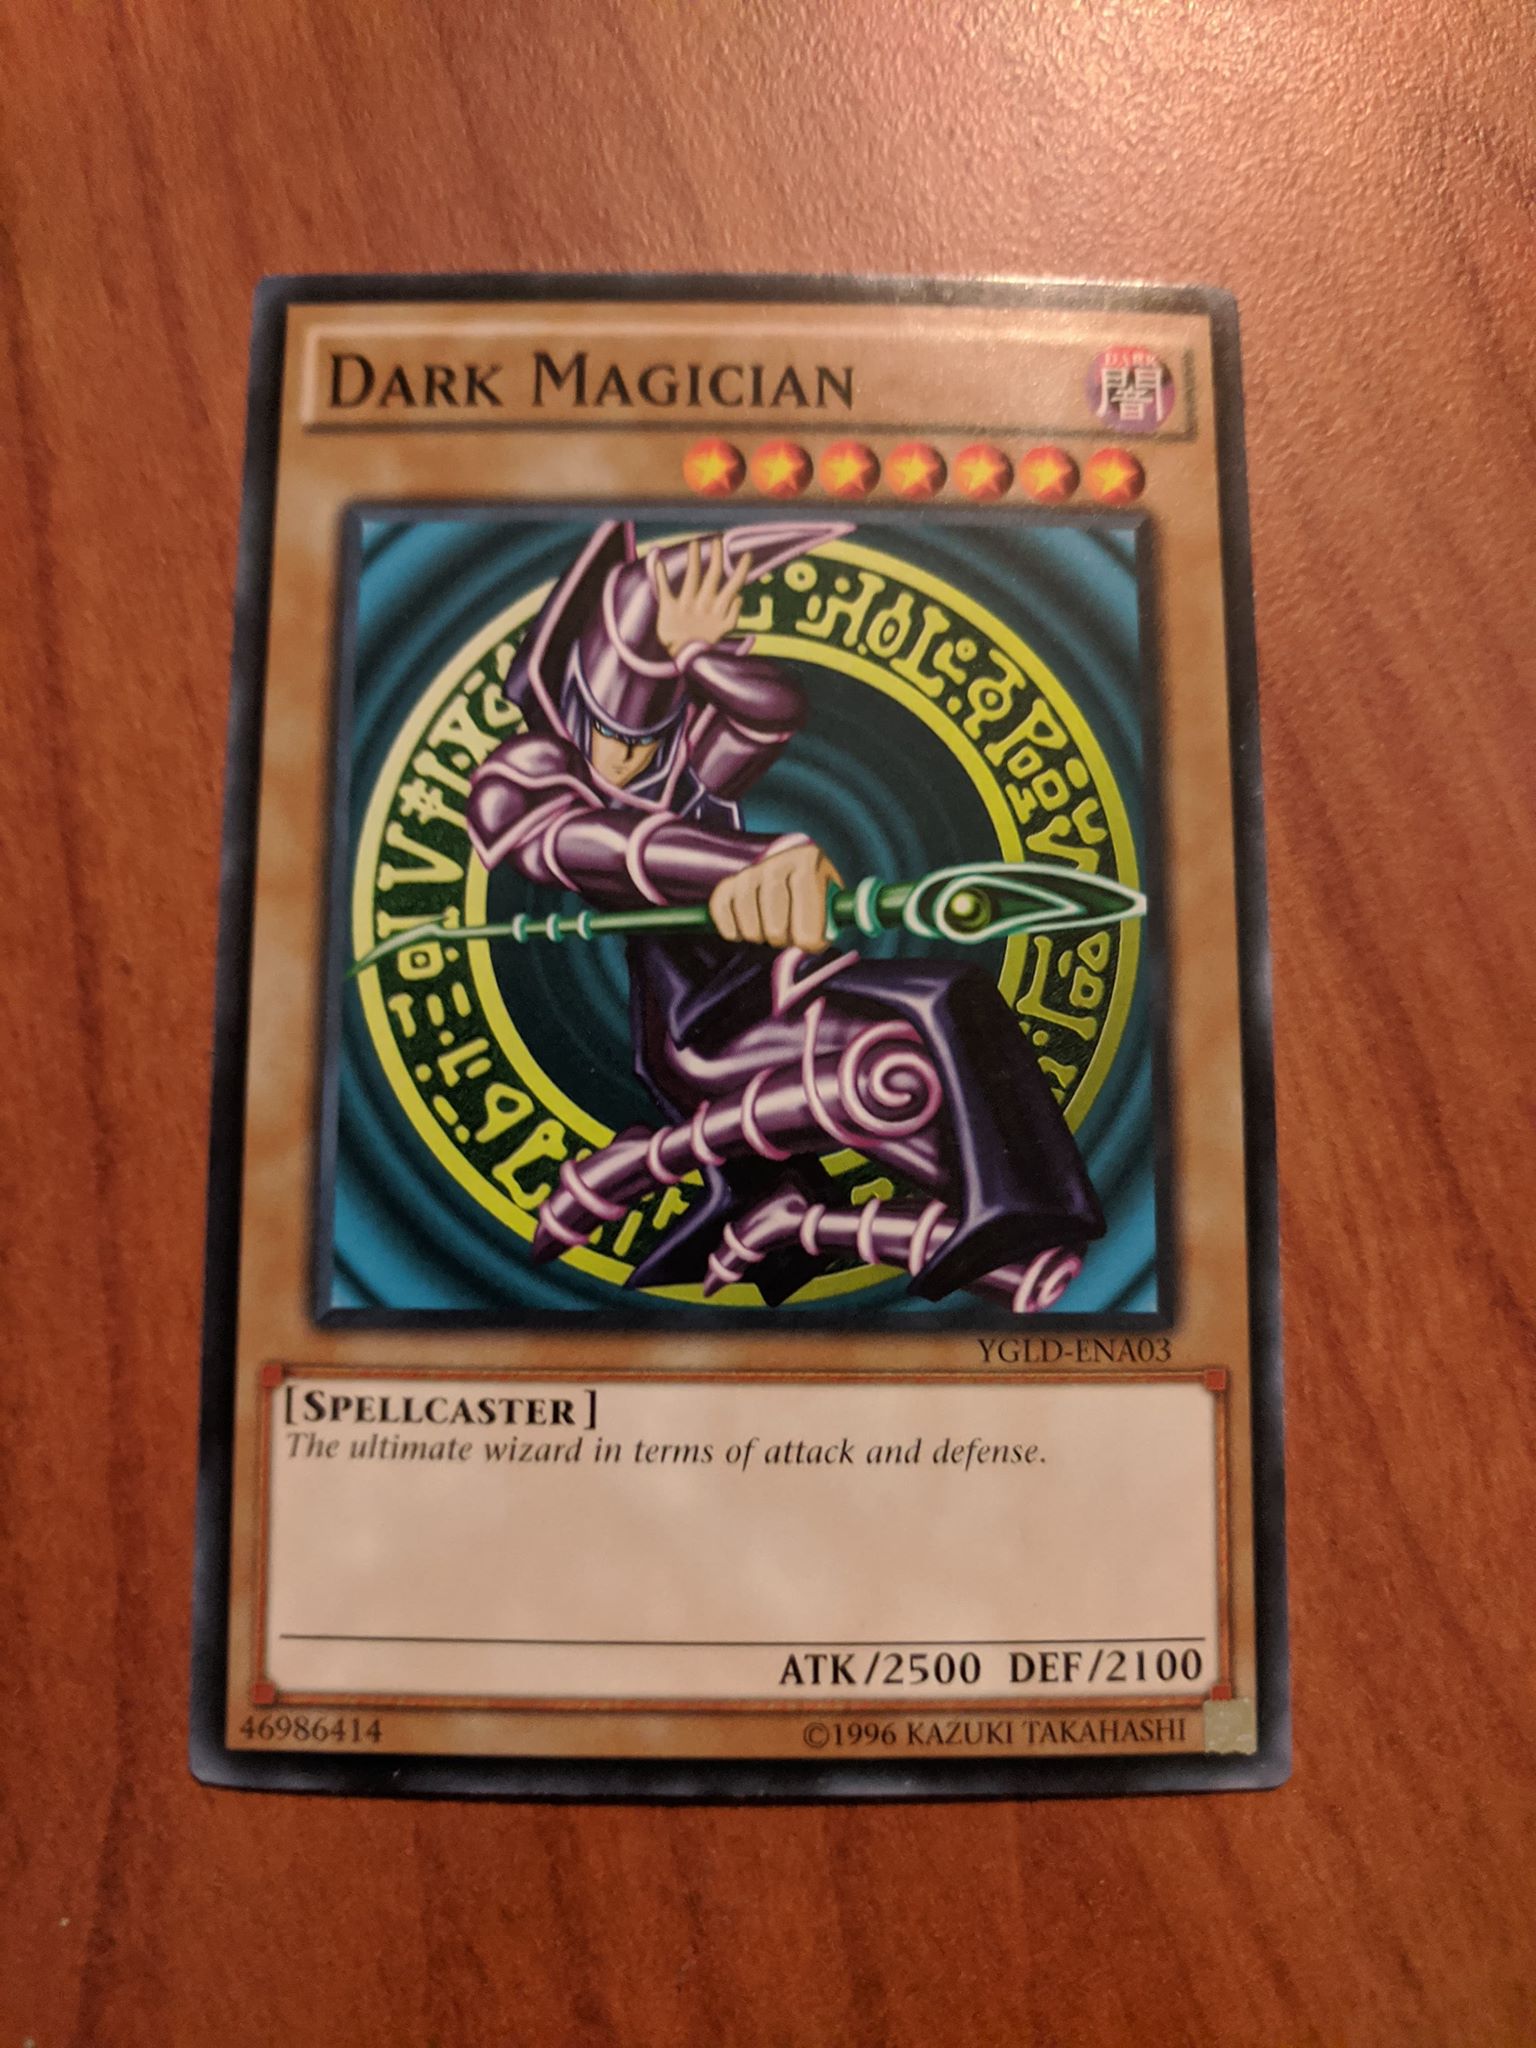 DARK MAGICIAN
DARK
闇
YGLD-ENA03
[SPELLCASTER]
The ultimate wizard in terms of attack and defense.
ATK/2500 DEF/2100
46986414
©1996 KAZUKI TAKAHASHI